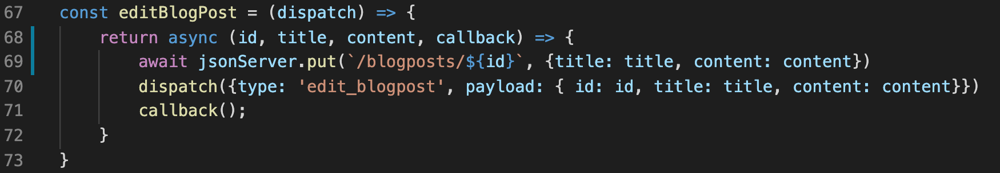 67 const editBlogPost = (dispatch) => {
68 return async (id, title, content, callback) => {
69 await jsonServer.put(`/blogposts/${id}`, {title: title, content: content})
70 dispatch({type: 'edit_blogpost', payload: { id: id, title: title, content: content}})
71 callback();
72 }
73 }